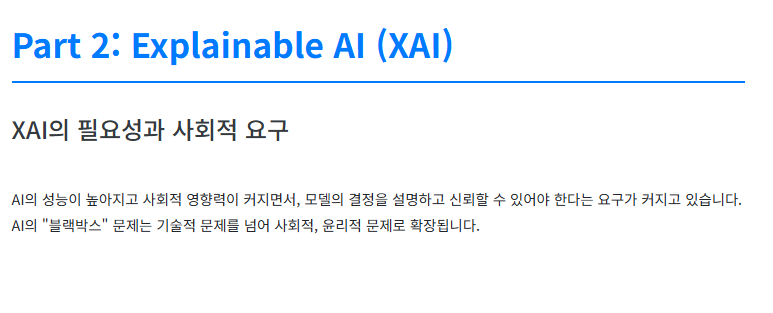 Part 2: Explainable AI (XAI)
XAI의 필요성과 사회적 요구
AI의 성능이 높아지고 사회적 영향력이 커지면서, 모델의 결정을 설명하고 신뢰할 수 있어야 한다는 요구가 커지고 있습니다.
AI의 "블랙박스" 문제는 기술적 문제를 넘어 사회적, 윤리적 문제로 확장됩니다.